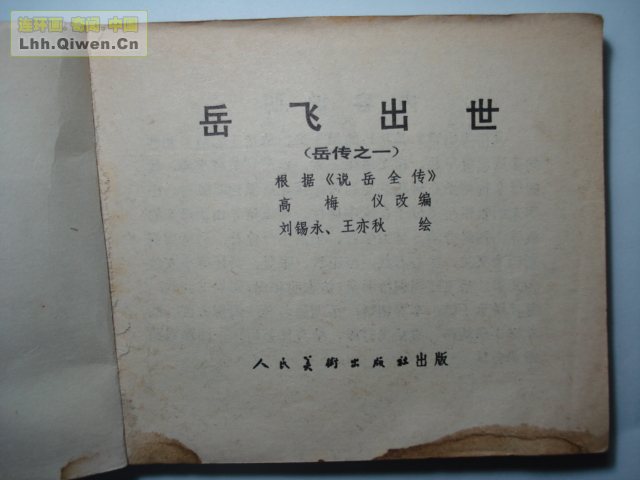 连环画·奇闻·中国
Lhh.Qiwen.Cn
岳飞出世
（岳传之一）
根据《说岳全传》
高梅仪改编
刘锡永、王亦秋 绘
人民美術出版社出版